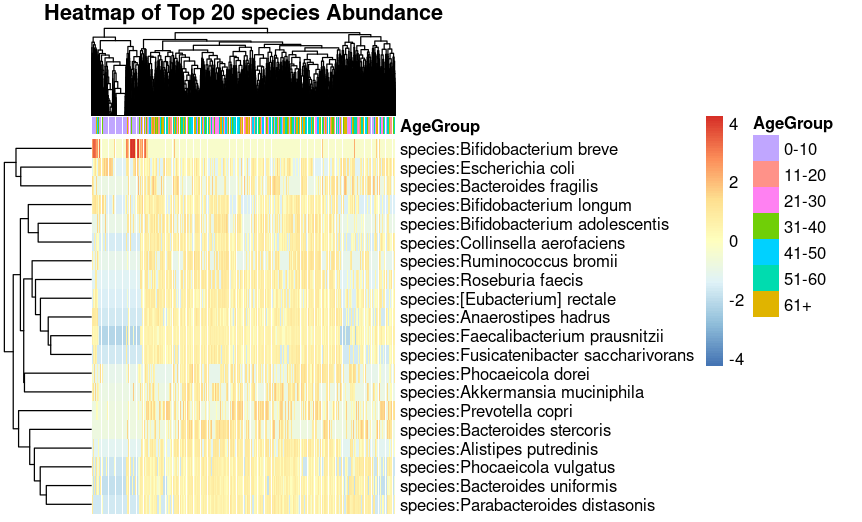 Heatmap of Top 20 species Abundance
AgeGroup
species:Bifidobacterium breve
species:Escherichia coli
species:Bacteroides fragilis
species:Bifidobacterium longum
species:Bifidobacterium adolescentis
species:Collinsella aerofaciens
species:Ruminococcus bromii
species:Roseburia faecis
species:[Eubacterium] rectale
species:Anaerostipes hadrus
species:Faecalibacterium prausnitzii
species:Fusicatenibacter saccharivorans
species:Phocaeicola dorei
species:Akkermansia muciniphila
species:Prevotella copri
species:Bacteroides stercoris
species:Alistipes putredinis
species:Phocaeicola vulgatus
species:Bacteroides uniformis
species:Parabacteroides distasonis
4
2
0
-2
-4
AgeGroup
0-10
11-20
21-30
31-40
41-50
51-60
61+